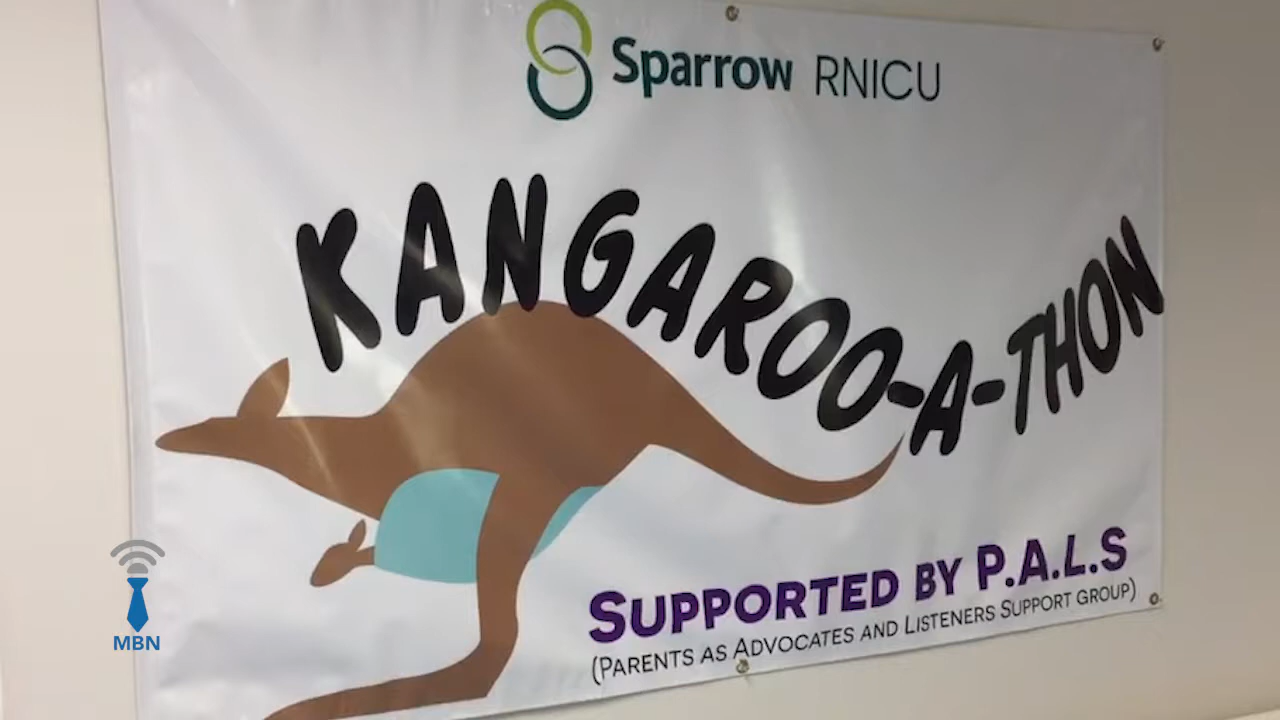 Sparrow RNICU
KANGAROO-A-THON
SUPPORTED BY P.A.L.S
(PARENTS AS ADVOCATES AND LISTENERS SUPPORT GROUP)
MBN